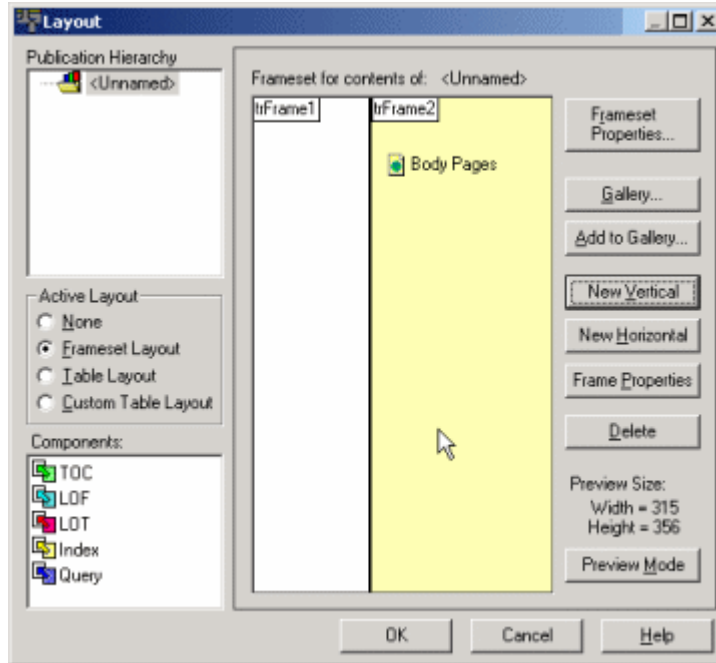 Layout
Publication Hierarchy
<Unnamed>
Active Layout
None
Frameset Layout
Table Layout
Custom Table Layout
Components:
TOC
LOF
LOT
Index
Query
Frameset for contents of: <Unnamed>
trFrame1
trFrame2
Body Pages
Frameset
Properties...
Gallery...
Add to Gallery...
New Vertical
New Horizontal
Frame Properties
Delete
Preview Size:
Width = 315
Height = 356
Preview Mode
OK
Cancel
Help